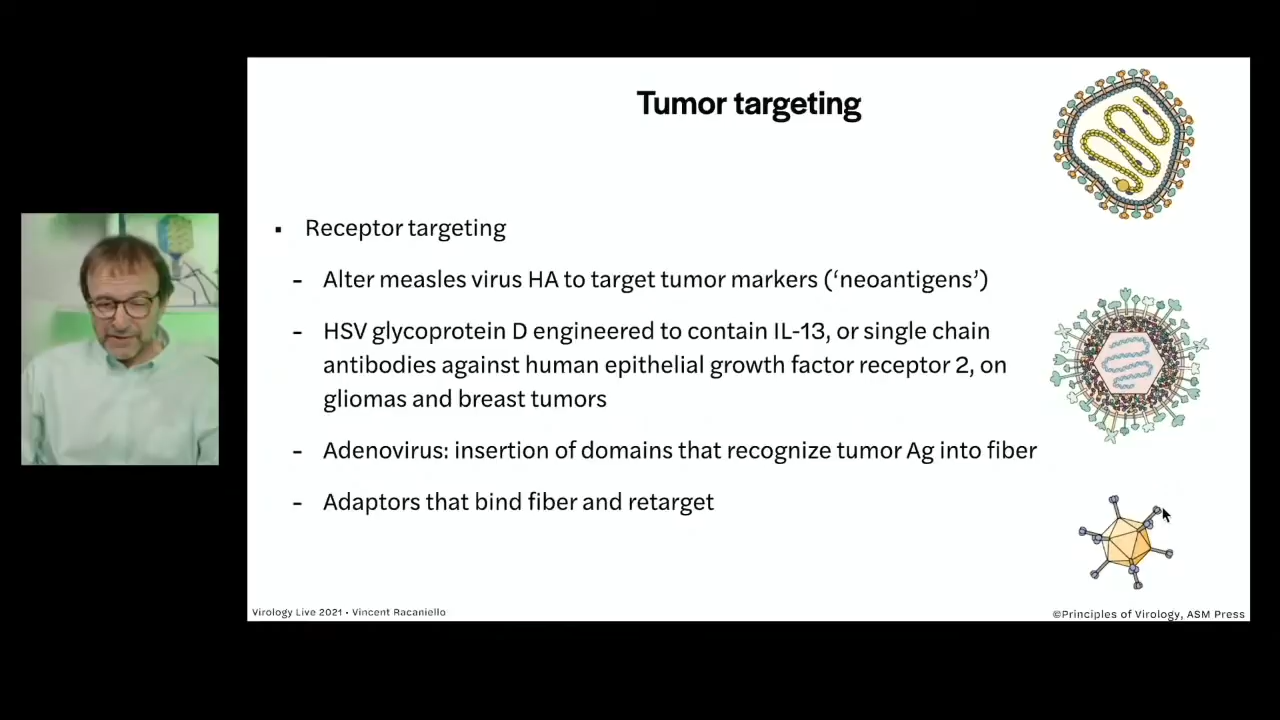 Tumor targeting
▪ Receptor targeting
- Alter measles virus HA to target tumor markers (‘neoantigens’)
- HSV glycoprotein D engineered to contain IL-13, or single chain
antibodies against human epithelial growth factor receptor 2, on
gliomas and breast tumors
- Adenovirus: insertion of domains that recognize tumor Ag into fiber
- Adaptors that bind fiber and retarget
Virology Live 2021 • Vincent Racaniello
©Principles of Virology, ASM Press